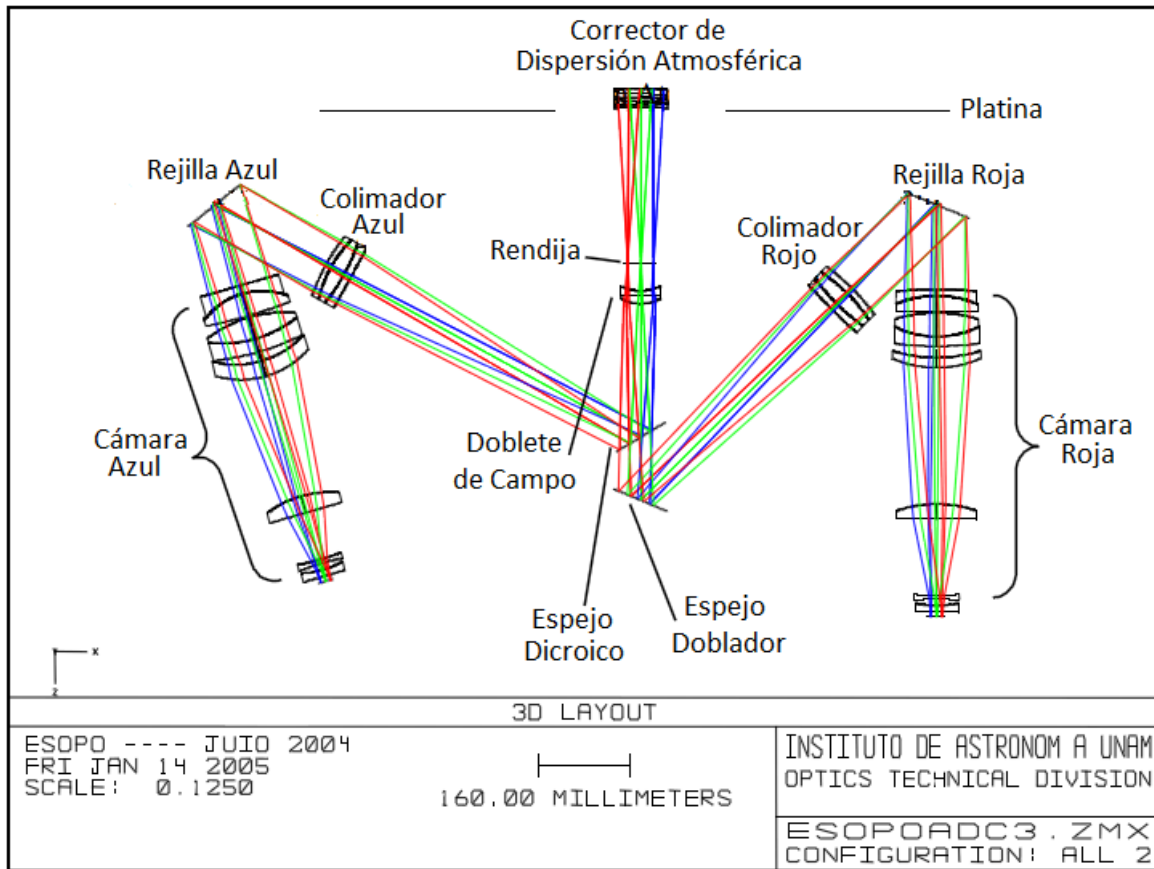 Corrector de
Dispersión Atmosférica
Platina
Rejilla Azul
Colimador
Azul
Rejilla Roja
Colimador
Rojo
Rendija
Cámara
Azul
Doblete
de Campo
Cámara
Roja
Espejo
Dicroico
Espejo
Doblador
x
z
3D LAYOUT
ESOPO ---- JUIO 2004
FRI JAN 14 2005
SCALE: 0.1250
160.00 MILLIMETERS
INSTITUTO DE ASTRONOM A UNAM
OPTICS TECHNICAL DIVISION
ESOPOADC3.ZMX
CONFIGURATION: ALL 2